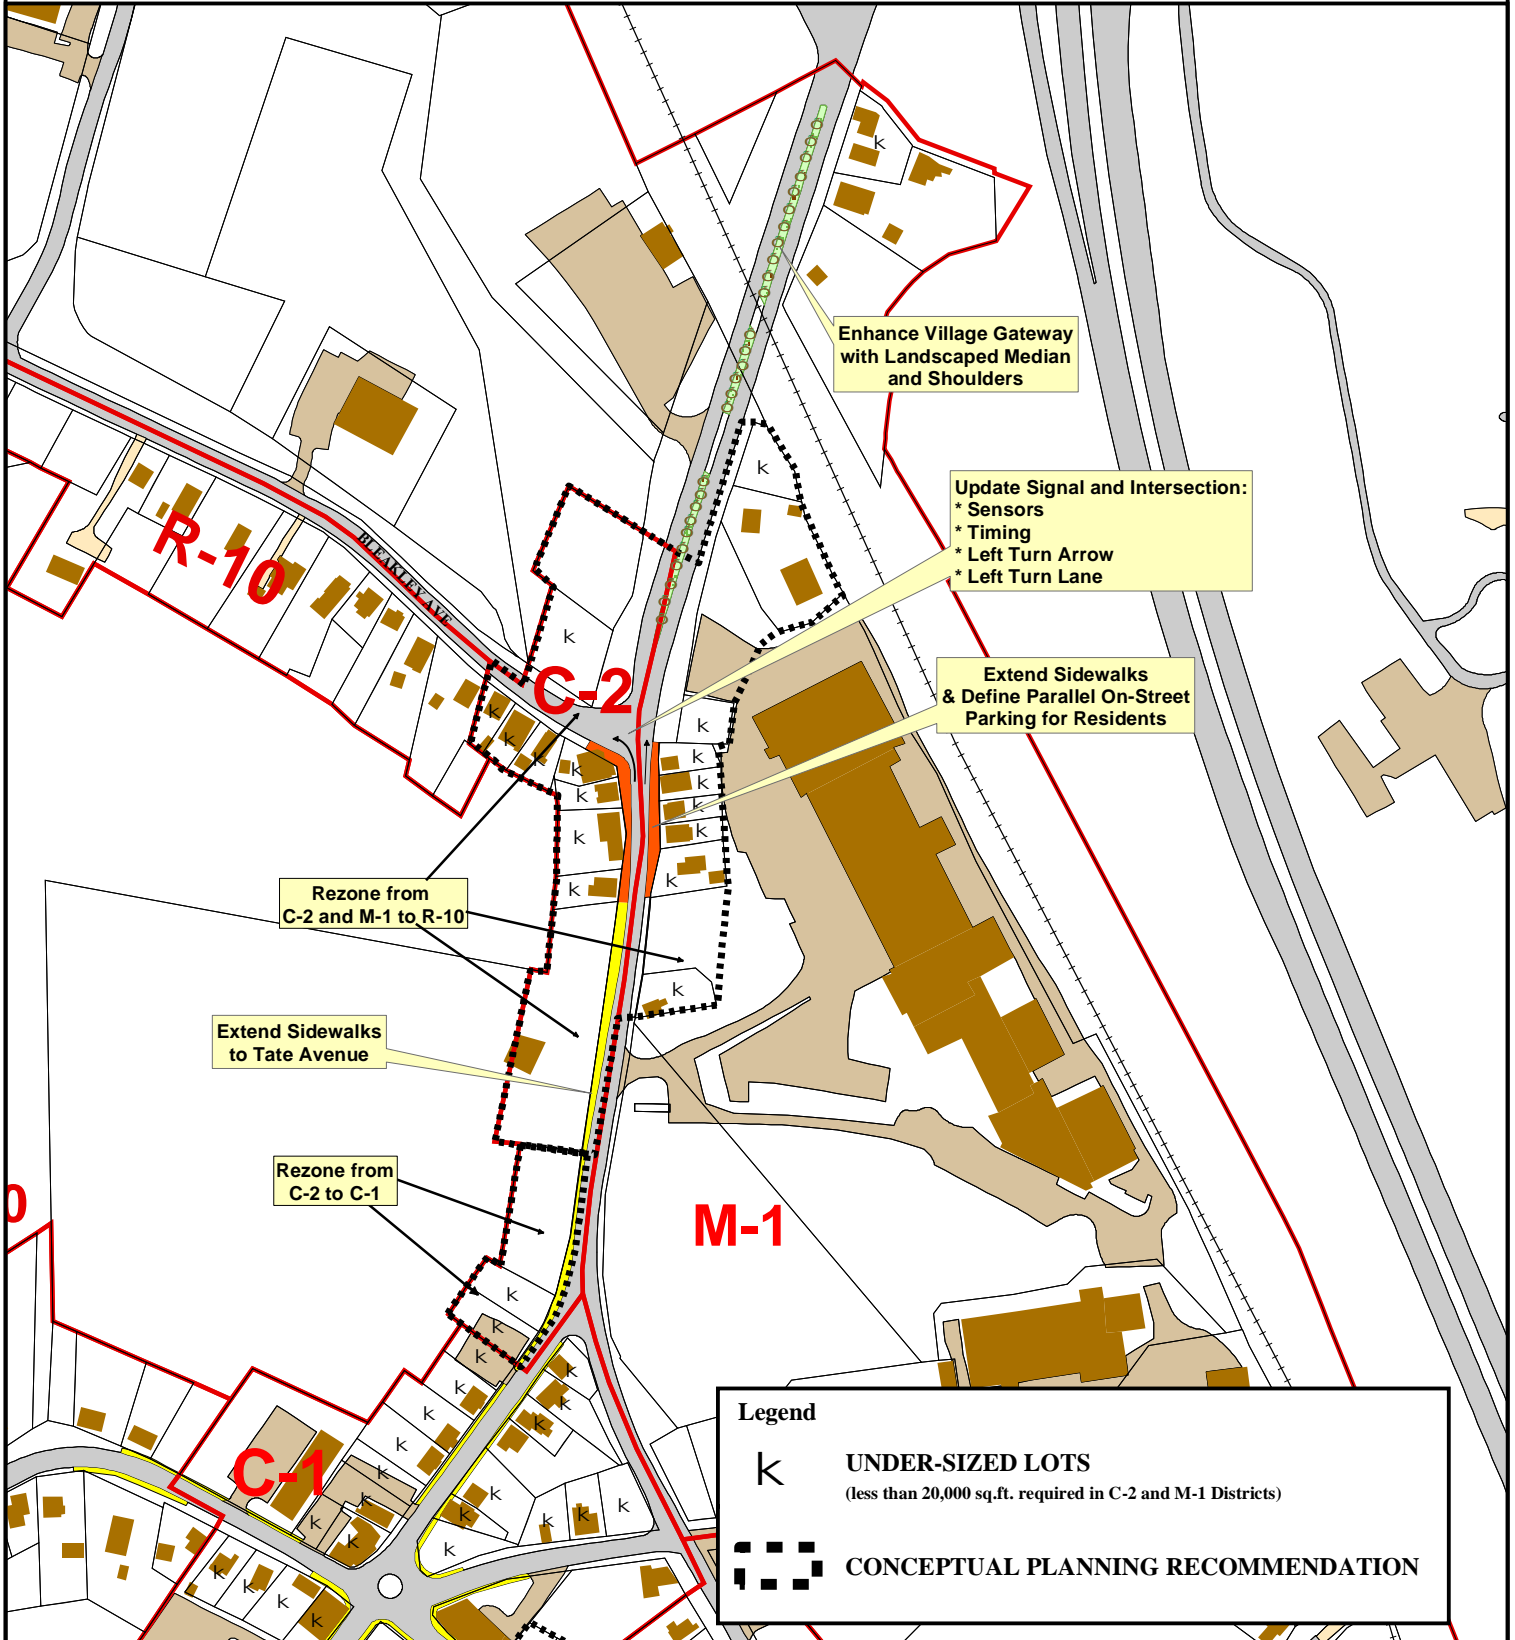 k
Enhance Village Gateway
with Landscaped Median
and Shoulders
k
Update Signal and Intersection:
* Sensors
* Timing
* Left Turn Arrow
* Left Turn Lane
R-10
BLEAKLEY AVE
k
C-2
Extend Sidewalks
& Define Parallel On-Street
Parking for Residents
k
k
k
k
k
k
k
k
k
k
k
k
k
k
Rezone from
C-2 and M-1 to R-10
k
Extend Sidewalks
to Tate Avenue
Rezone from
C-2 to C-1
0
M-1
k
k
k
k
k
k
k
k
k
k
C-1
k
k
k
k
k
k
k
k
k
k
k
k
k
k
Legend
k UNDER-SIZED LOTS
(less than 20,000 sq.ft. required in C-2 and M-1 Districts)
CONCEPTUAL PLANNING RECOMMENDATION